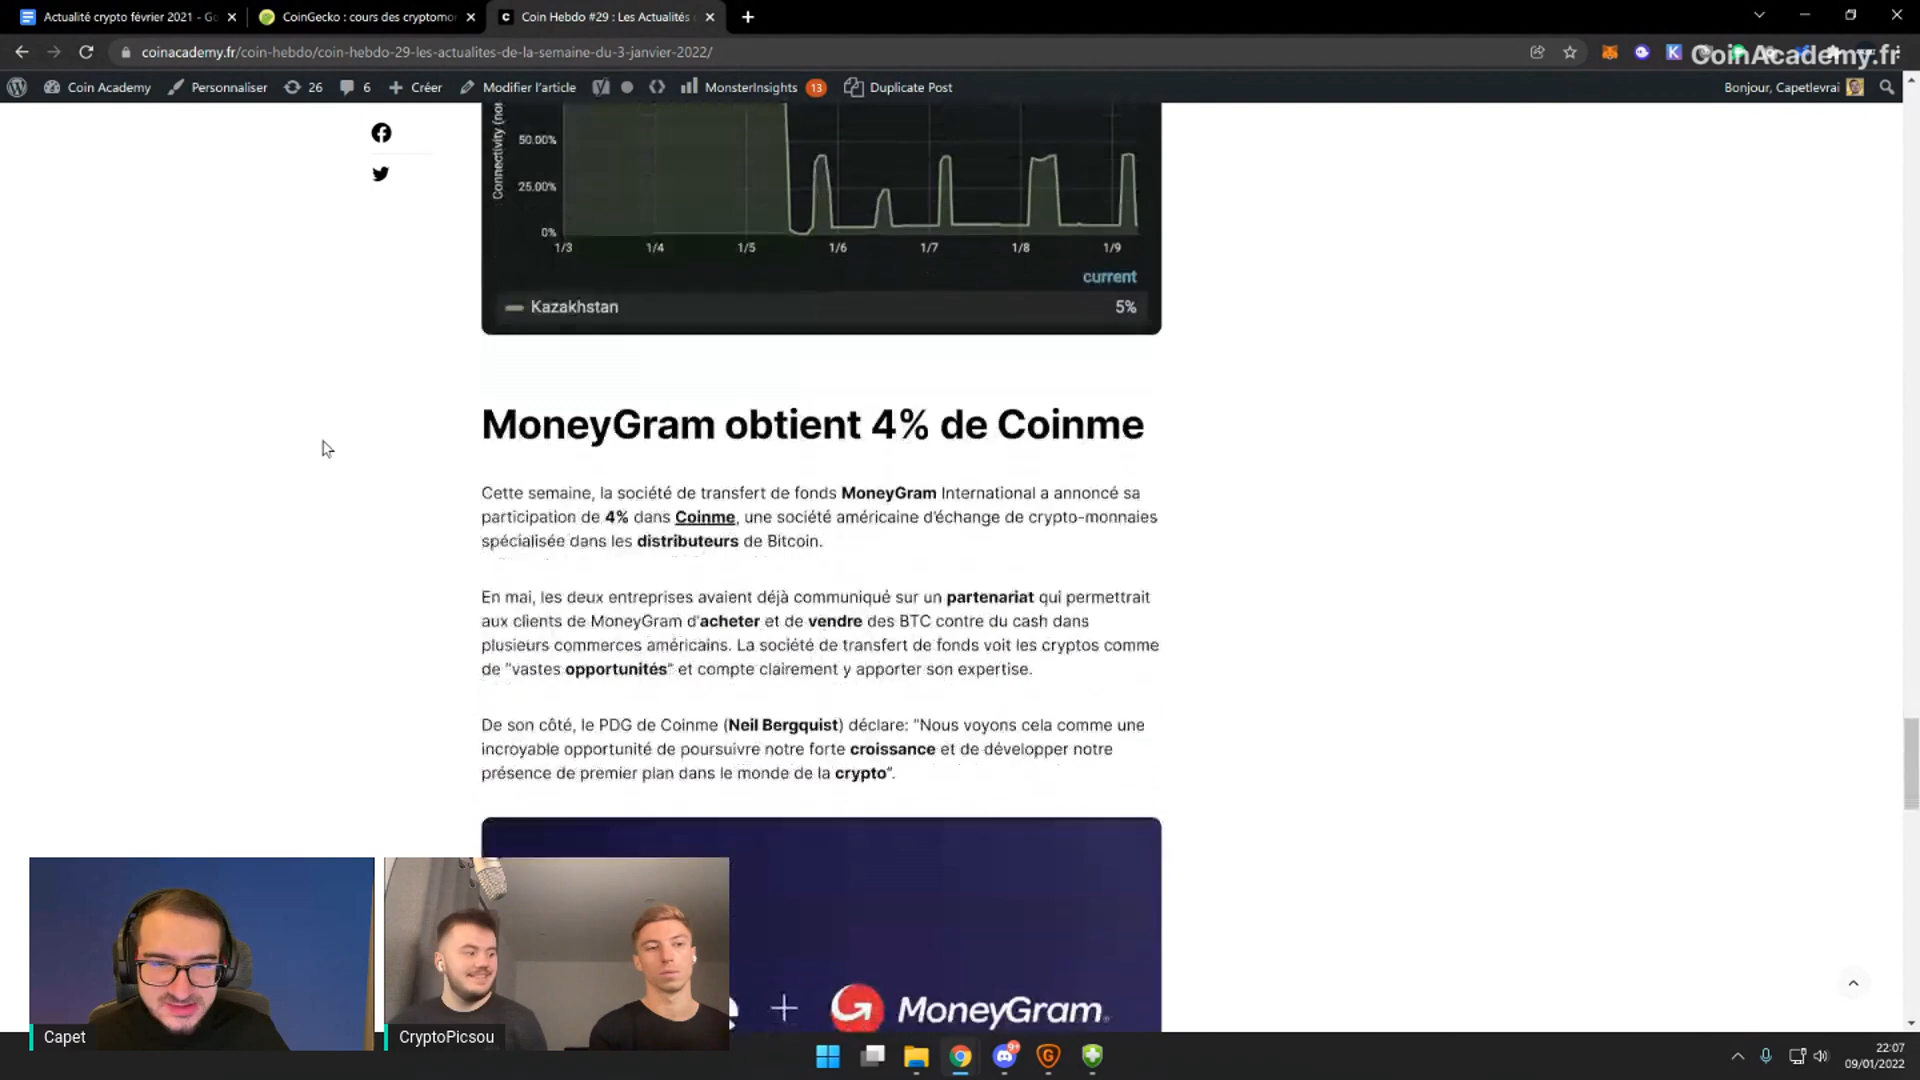 Actualité crypto février 2021 - Go
CoinGecko : cours des cryptomo
Coin Hebdo #29 : Les Actualités
coinacademy.fr/coin-hebdo/coin-hebdo-29-les-actualites-de-la-semaine-du-3-janvier-2022/
CoinAcademy.fr
Coin Academy
Personnaliser
26
6
Créer
Modifier l'article
MonsterInsights 13
Duplicate Post
Bonjour, Capetlevrai
Connectivity (nor
50.00%
25.00%
0%
1/3 1/4 1/5 1/6 1/7 1/8 1/9
current
Kazakhstan 5%
MoneyGram obtient 4% de Coinme
Cette semaine, la société de transfert de fonds MoneyGram International a annoncé sa
participation de 4% dans Coinme, une société américaine d'échange de crypto-monnaies
spécialisée dans les distributeurs de Bitcoin.
En mai, les deux entreprises avaient déjà communiqué sur un partenariat qui permettrait
aux clients de MoneyGram d'acheter et de vendre des BTC contre du cash dans
plusieurs commerces américains. La société de transfert de fonds voit les cryptos comme
de "vastes opportunités" et compte clairement y apporter son expertise.
De son côté, le PDG de Coinme (Neil Bergquist) déclare: "Nous voyons cela comme une
incroyable opportunité de poursuivre notre forte croissance et de développer notre
présence de premier plan dans le monde de la crypto".
e + MoneyGram
Capet
CryptoPicsou
9+
22:07
09/01/2022